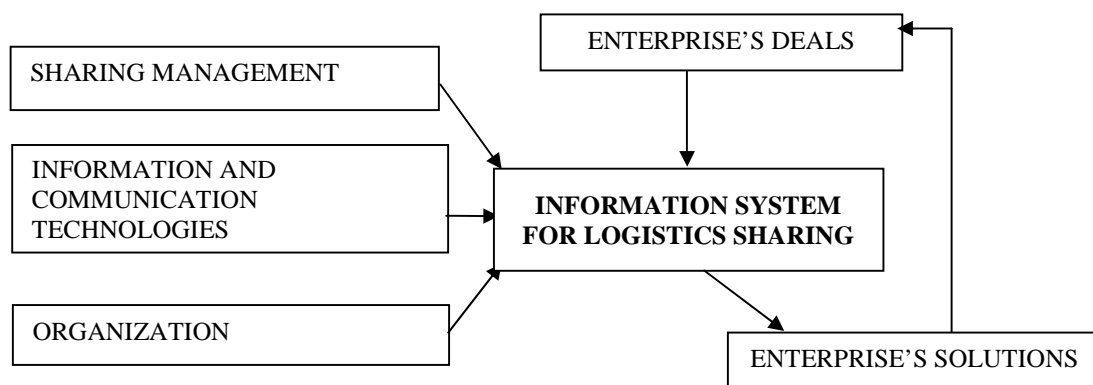 ENTERPRISE’S DEALS
SHARING MANAGEMENT
INFORMATION AND
COMMUNICATION
TECHNOLOGIES
INFORMATION SYSTEM
FOR LOGISTICS SHARING
ORGANIZATION
ENTERPRISE’S SOLUTIONS